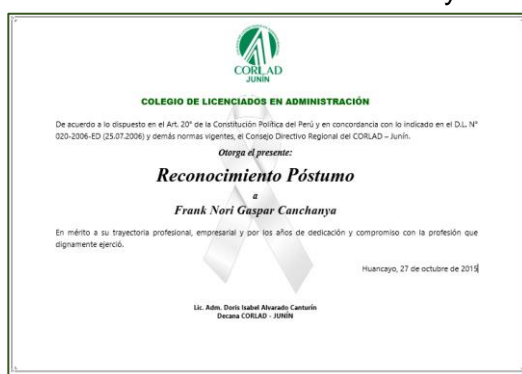 CORLAD
JUNIN
COLEGIO DE LICENCIADOS EN ADMINISTRACIÓN
De acuerdo a lo dispuesto en el Art. 20° de la Constitución Política del Perú y en concordancia con lo indicado en el D.L. N°
020-2006-ED (25.07.2006) y demás normas vigentes, el Consejo Directivo Regional del CORLAD – Junín.
Otorga el presente:
Reconocimiento Póstumo
a
Frank Nori Gaspar Canchanya
En mérito a su trayectoria profesional, empresarial y por los años de dedicación y compromiso con la profesión que
dignamente ejerció.
Huancayo, 27 de octubre de 2015
Lic. Adm. Doris Isabel Alvarado Canturín
Decana CORLAD - JUNÍN